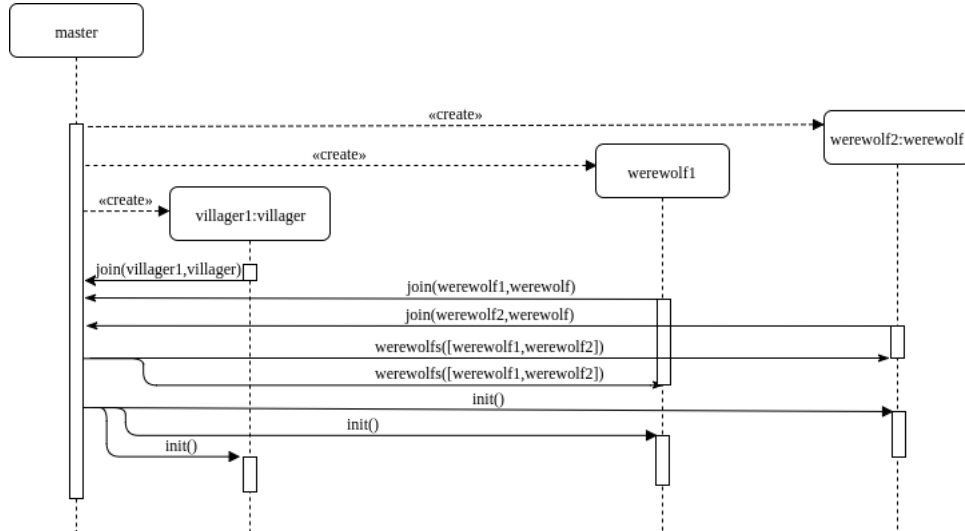 master
«create»
werewolf2:werewolf
«create»
werewolf1
«create»
villager1:villager
join(villager1,villager)
join(werewolf1,werewolf)
join(werewolf2,werewolf)
werewolfs([werewolf1,werewolf2])
werewolfs([werewolf1,werewolf2])
init()
init()
init()